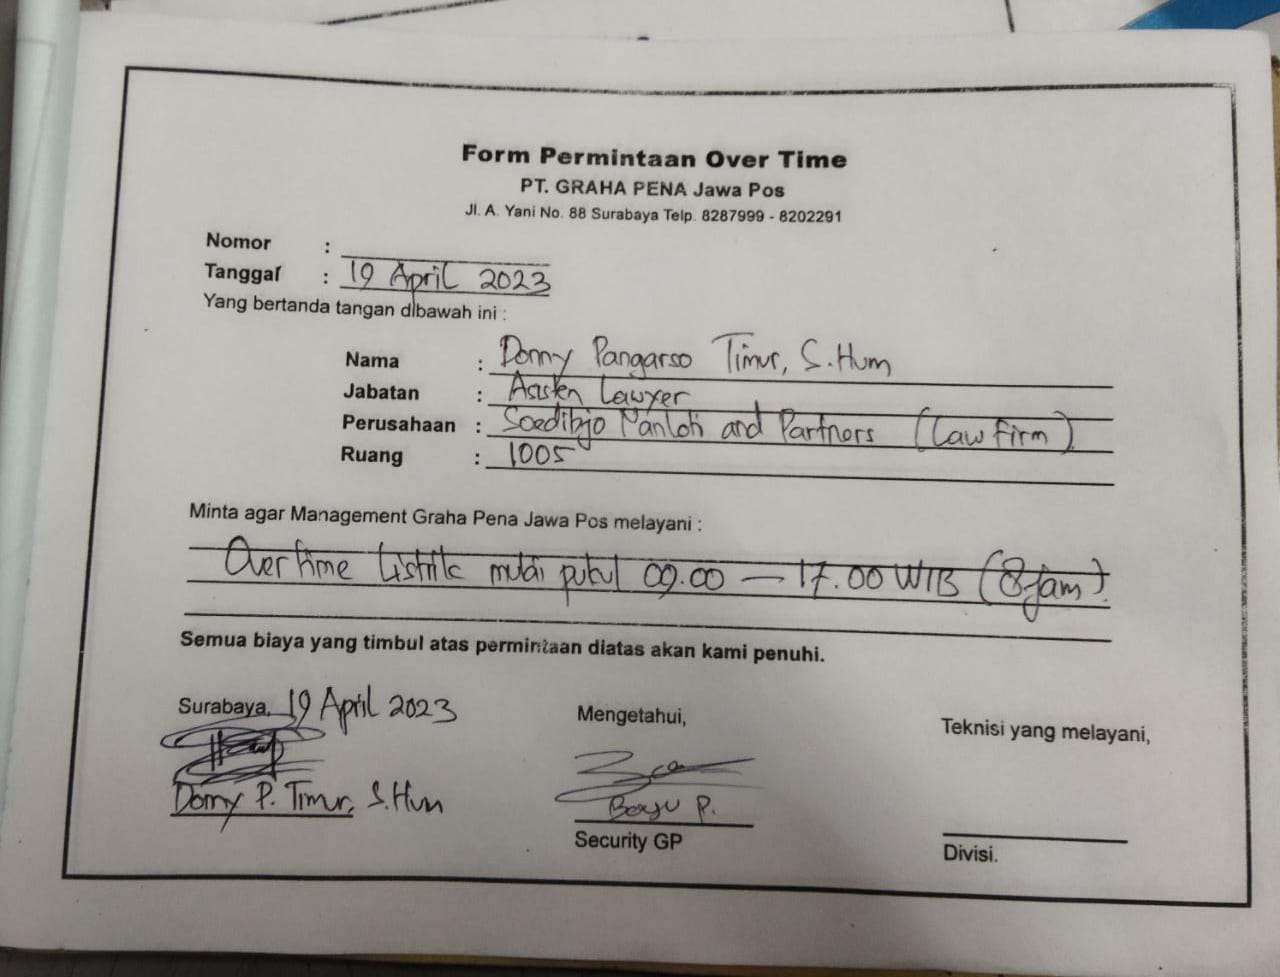 Form Permintaan Over Time
PT. GRAHA PENA Jawa Pos
Jl. A. Yani No. 88 Surabaya Telp. 8287999 - 8202291
Nomor :
Tanggal : 19 April 2023
Yang bertanda tangan dibawah ini :
Nama : Donny Pangarso Timur, S.Hum
Jabatan : Asisten Lawyer
Perusahaan : Soedibjo Manloti and Partners (Law Firm)
Ruang : 1005
Minta agar Management Graha Pena Jawa Pos melayani :
Over time Listrik mulai pukul 09.00 – 17.00 WIB (8 jam).
Semua biaya yang timbul atas permintaan diatas akan kami penuhi.
Surabaya, 19 April 2023
Mengetahui,
Teknisi yang melayani,
Donny P. Timur, S.Hum
Bayu P.
Security GP
Divisi.